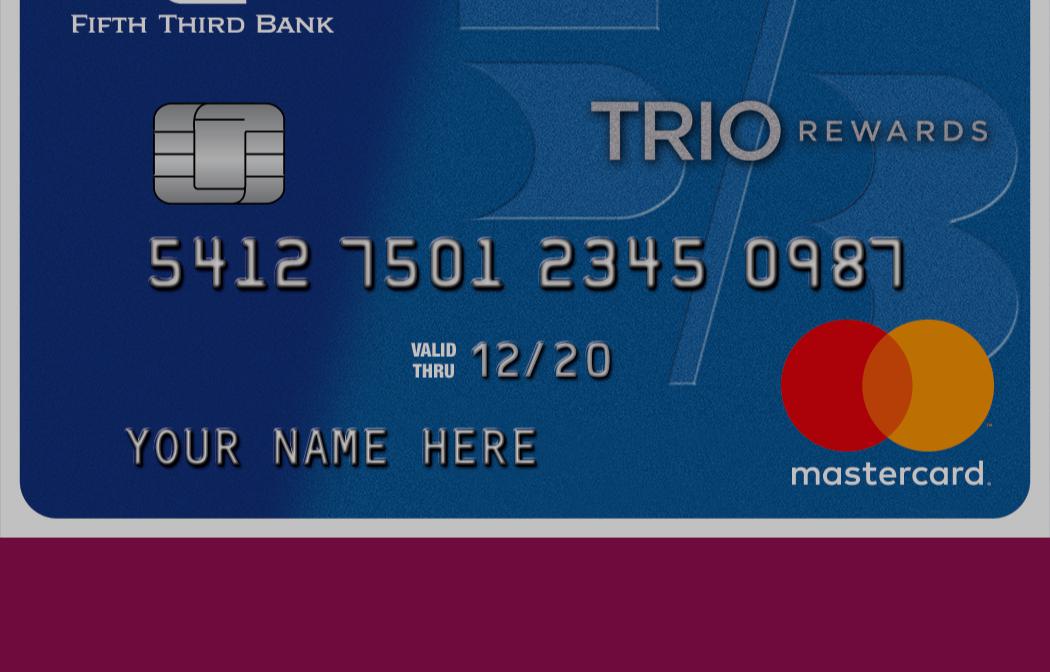 FIFTH THIRD BANK
TRIO REWARDS
5412 7501 2345 0987
VALID THRU 12/20
YOUR NAME HERE
mastercard.